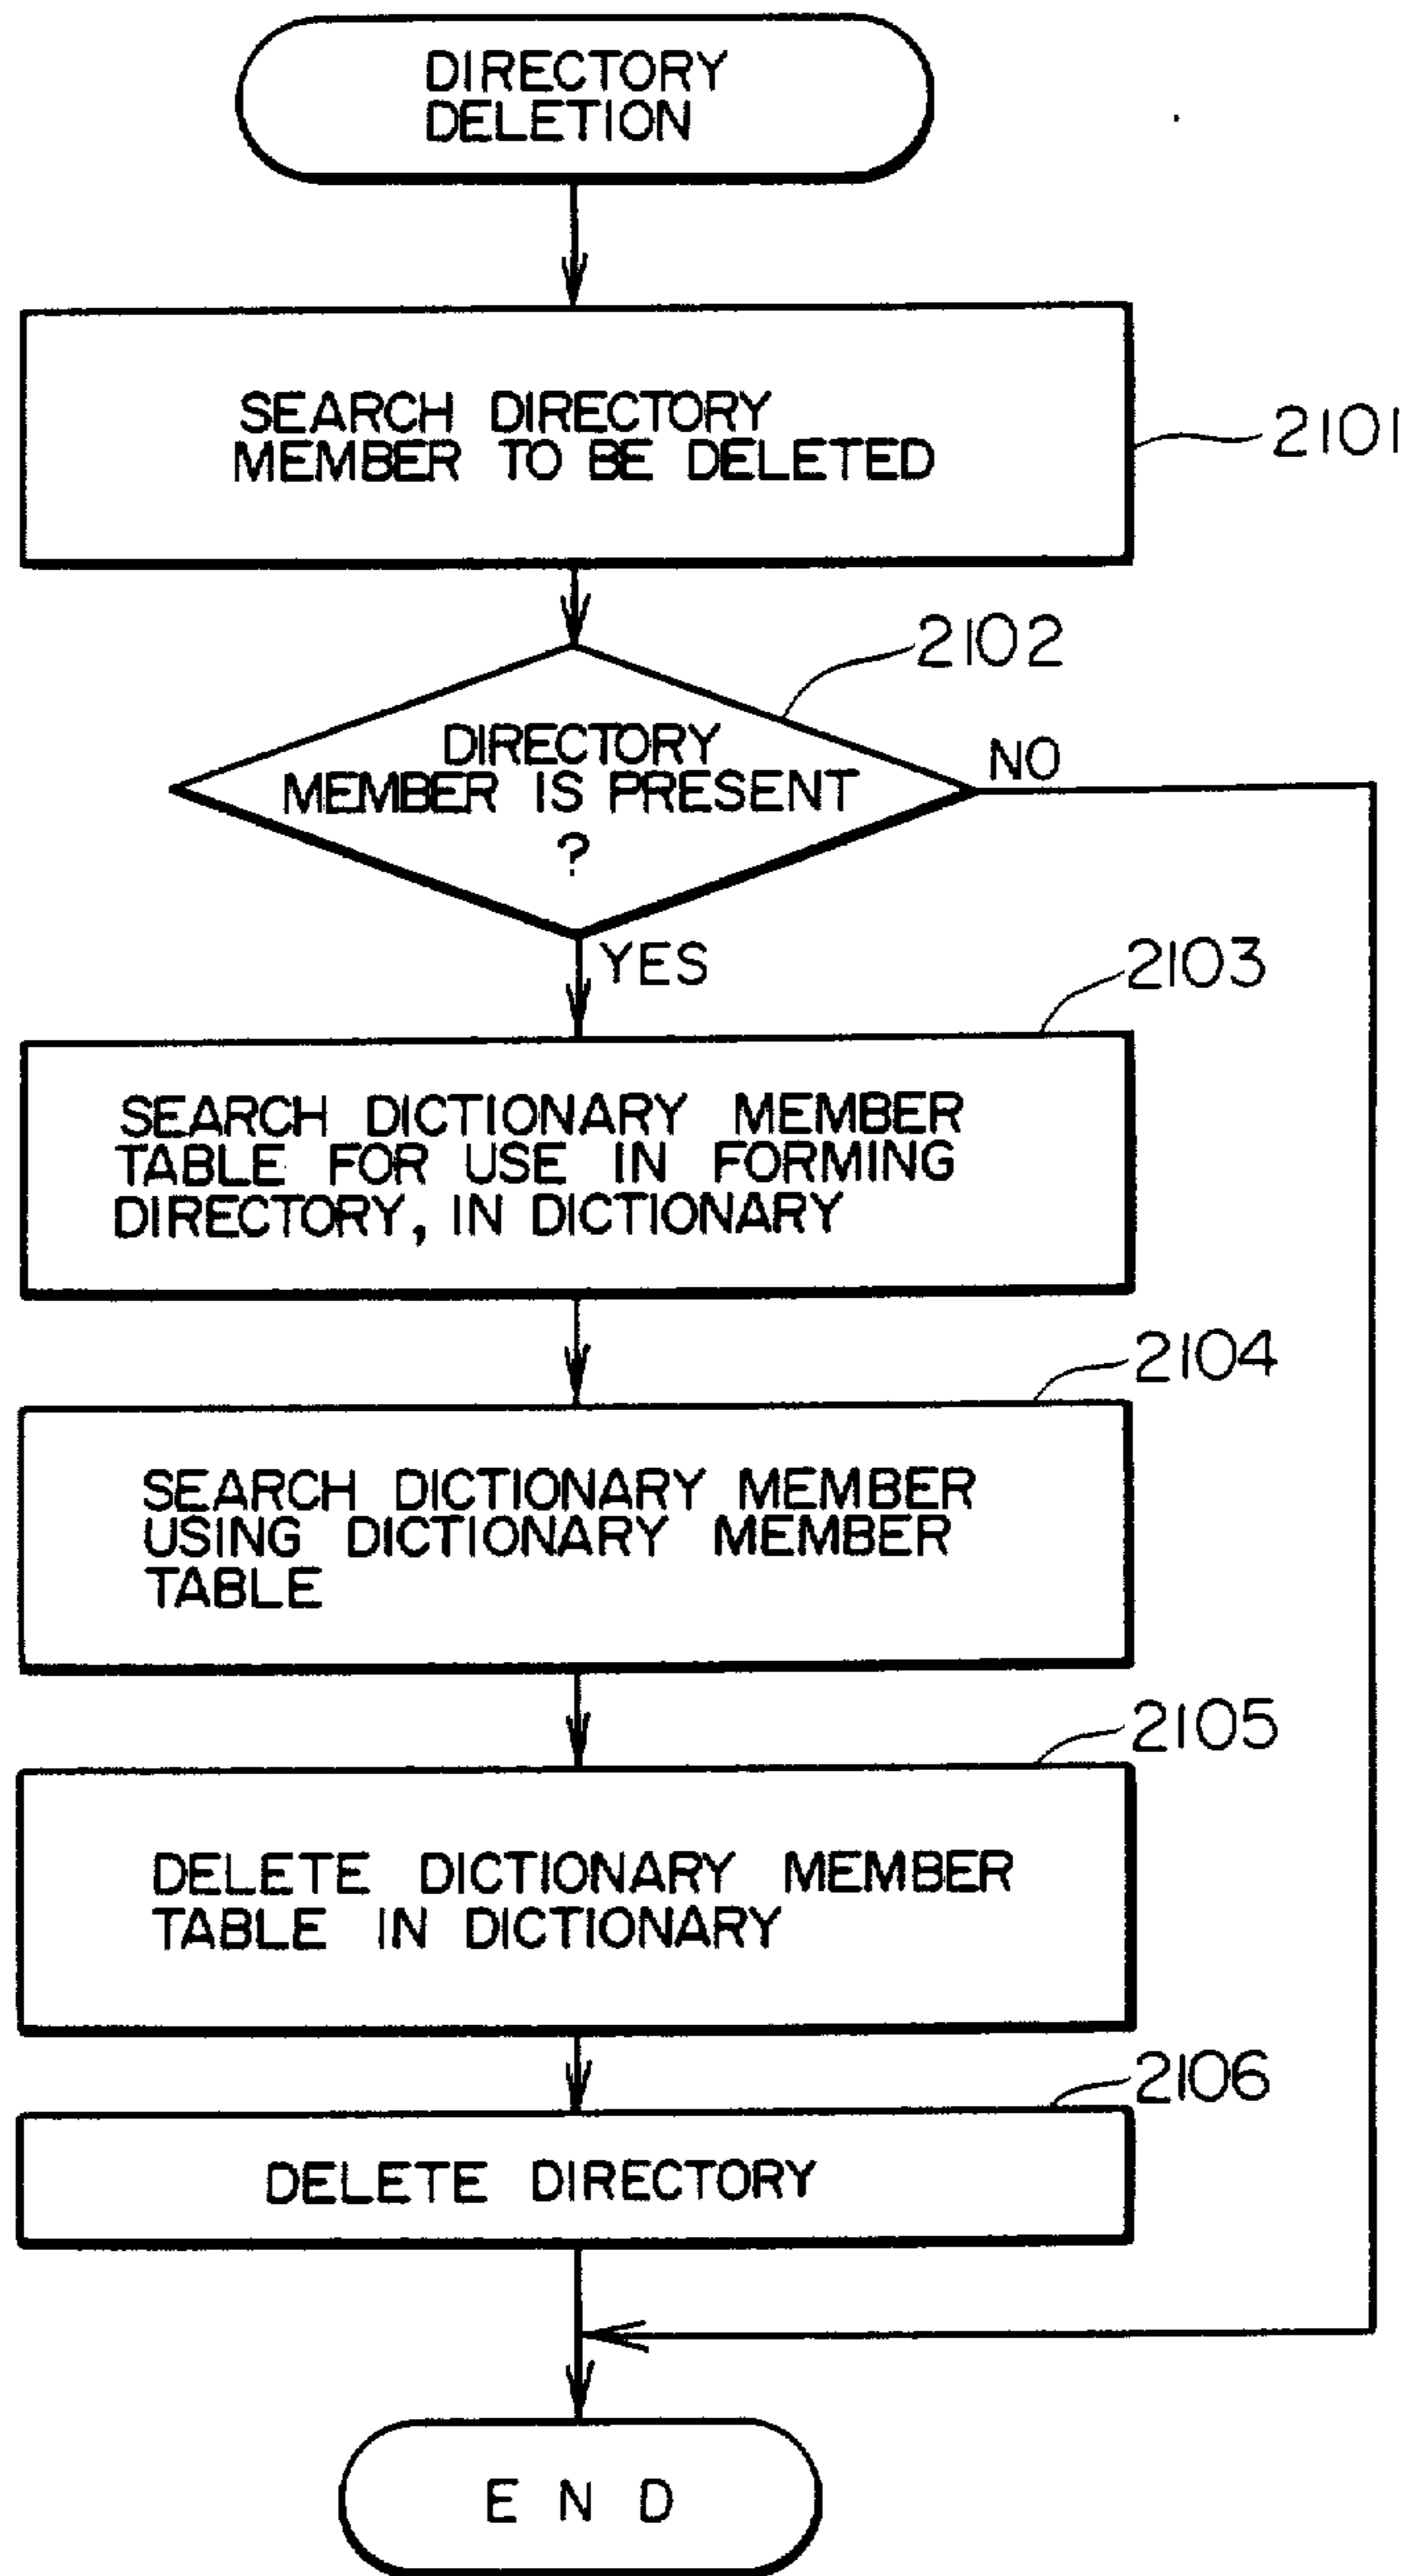 DIRECTORY
DELETION
SEARCH DIRECTORY
MEMBER TO BE DELETED
2101
2102
DIRECTORY
MEMBER IS PRESENT
?
NO
YES
2103
SEARCH DICTIONARY MEMBER
TABLE FOR USE IN FORMING
DIRECTORY, IN DICTIONARY
2104
SEARCH DICTIONARY MEMBER
USING DICTIONARY MEMBER
TABLE
2105
DELETE DICTIONARY MEMBER
TABLE IN DICTIONARY
2106
DELETE DIRECTORY
END